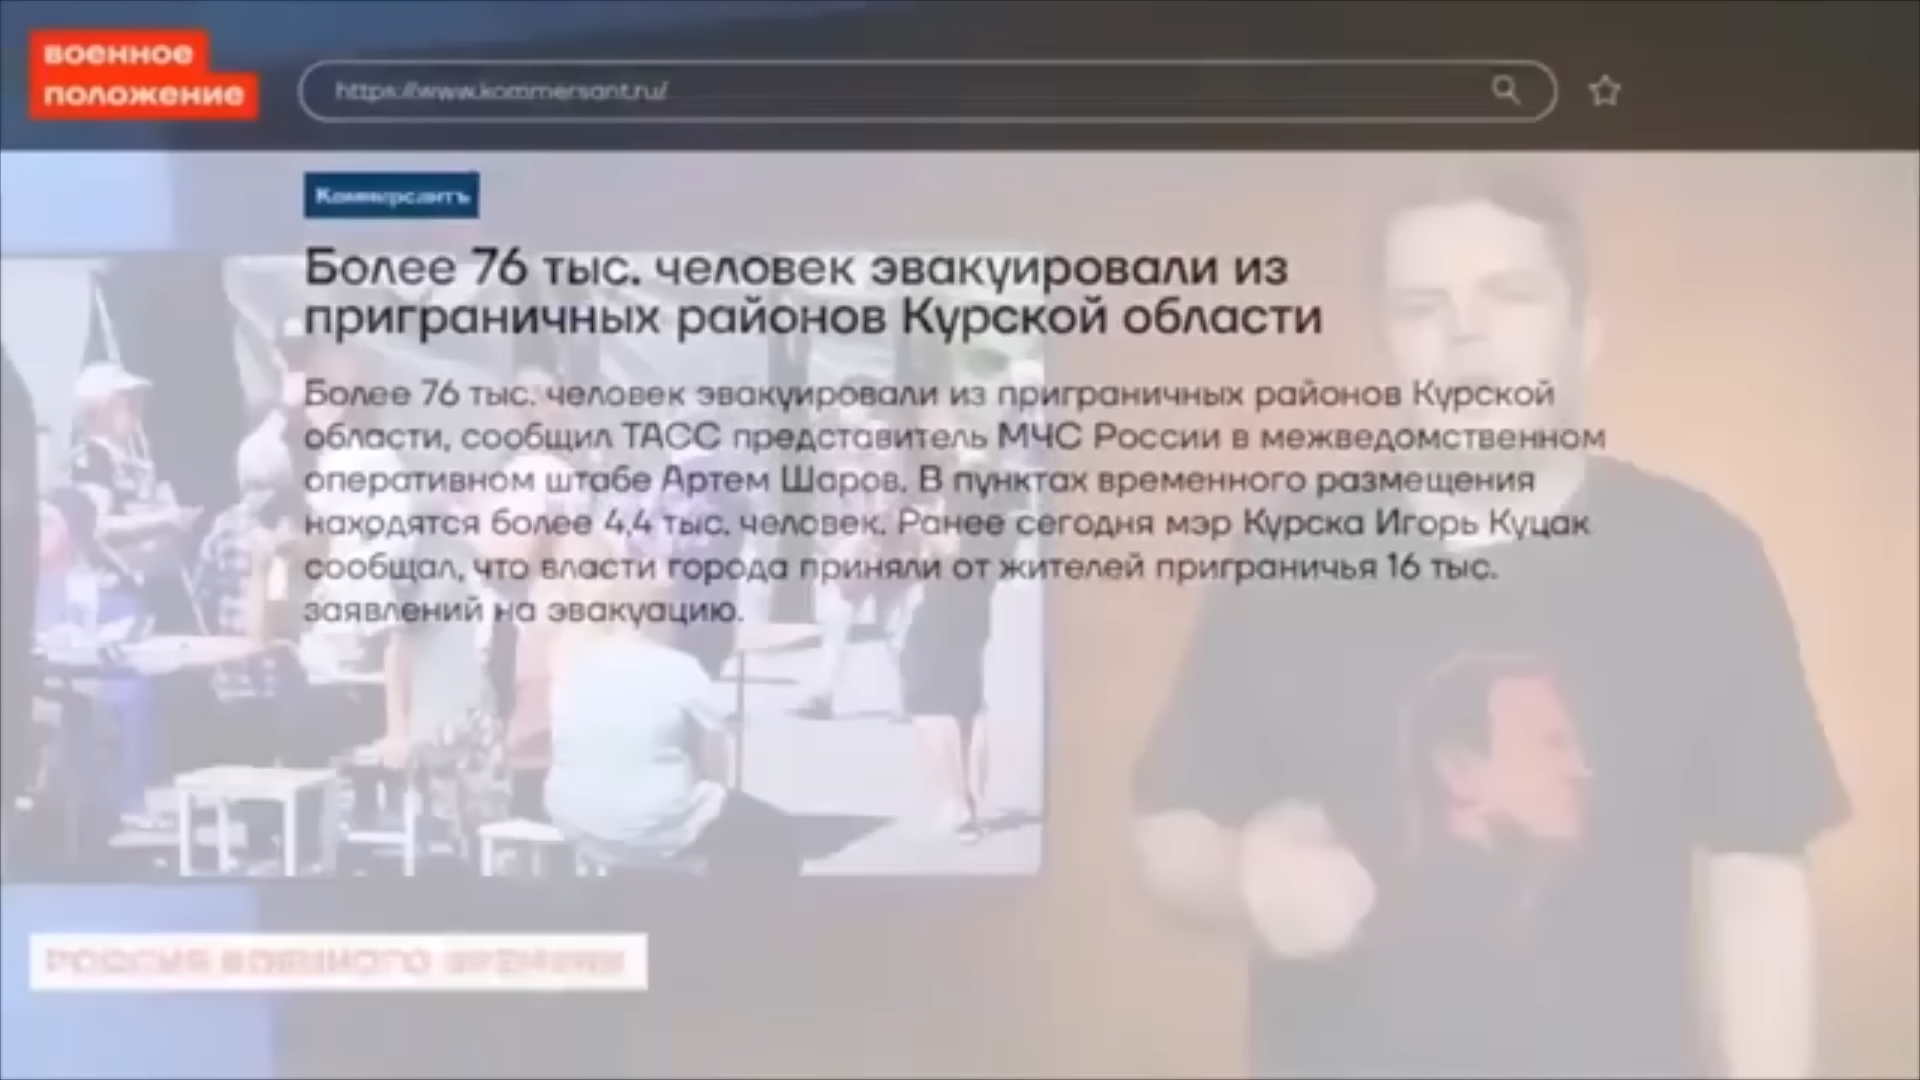 военное
положение
https://www.kommersant.ru/
Коммерсантъ
Более 76 тыс. человек эвакуировали из
приграничных районов Курской области
Более 76 тыс. человек эвакуировали из приграничных районов Курской
области, сообщил ТАСС представитель МЧС России в межведомственном
оперативном штабе Артем Шаров. В пунктах временного размещения
находятся более 4,4 тыс. человек. Ранее сегодня мэр Курска Игорь Куцак
сообщал, что власти города приняли от жителей приграничья 16 тыс.
заявлений на эвакуацию.
РОССИЯ ВОЕННОГО ВРЕМЕНИ